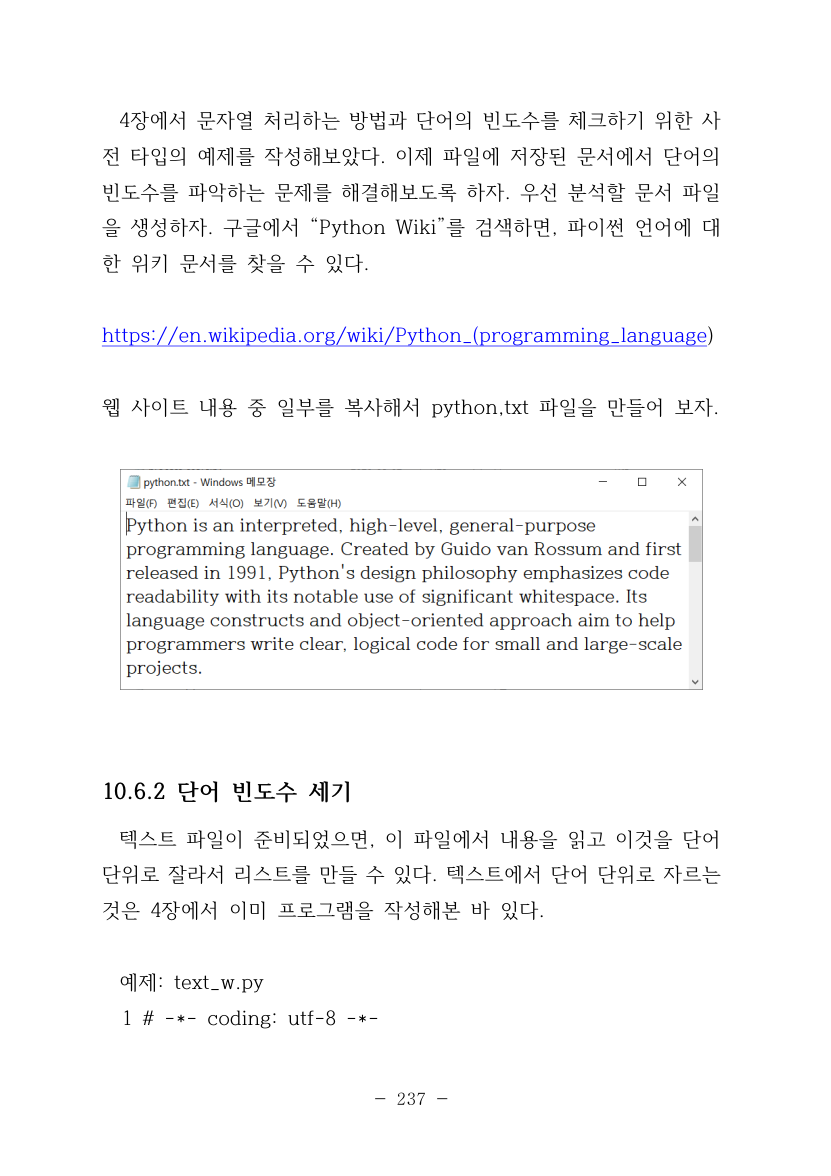 4장에서 문자열 처리하는 방법과 단어의 빈도수를 체크하기 위한 사
전 타입의 예제를 작성해보았다. 이제 파일에 저장된 문서에서 단어의
빈도수를 파악하는 문제를 해결해보도록 하자. 우선 분석할 문서 파일
을 생성하자. 구글에서 “Python Wiki”를 검색하면, 파이썬 언어에 대
한 위키 문서를 찾을 수 있다.
https://en.wikipedia.org/wiki/Python_(programming_language)
웹 사이트 내용 중 일부를 복사해서 python,txt 파일을 만들어 보자.
python.txt - Windows 메모장
파일(F) 편집(E) 서식(O) 보기(V) 도움말(H)
Python is an interpreted, high-level, general-purpose
programming language. Created by Guido van Rossum and first
released in 1991, Python's design philosophy emphasizes code
readability with its notable use of significant whitespace. Its
language constructs and object-oriented approach aim to help
programmers write clear, logical code for small and large-scale
projects.
10.6.2 단어 빈도수 세기
텍스트 파일이 준비되었으면, 이 파일에서 내용을 읽고 이것을 단어
단위로 잘라서 리스트를 만들 수 있다. 텍스트에서 단어 단위로 자르는
것은 4장에서 이미 프로그램을 작성해본 바 있다.
예제: text_w.py
1 # -*- coding: utf-8 -*-
- 237 -